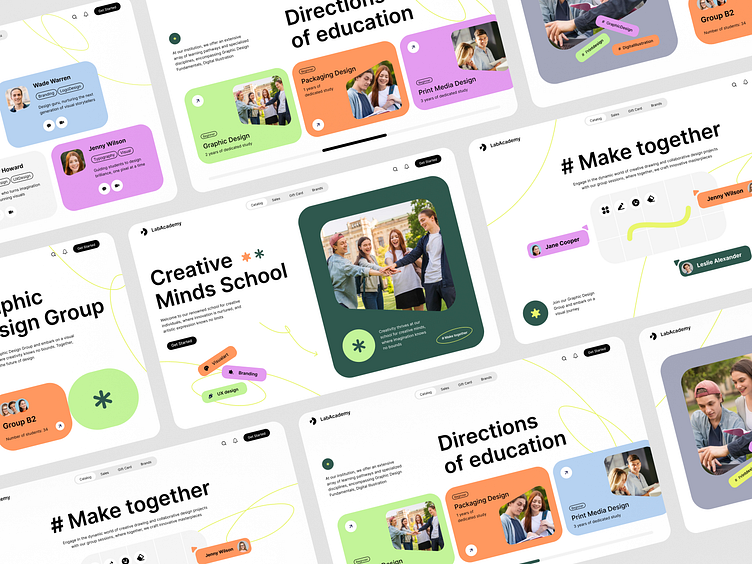 Get Started
Wade Warren
Branding
LogoDesign
Design guru, nurturing the next
generation of visual storytellers
Jenny Wilson
Typography
Visual
Guiding students to design
brilliance, one pixel at a time
Howard
who turns imagination
Directions
of education
At our institution, we offer an extensive
array of learning pathways and specialized
disciplines, encompassing Graphic Design
Fundamentals, Digital Illustration
Graphic Design
2 years of dedicated study
Packaging Design
1 years of
dedicated study
Print Media Design
3 years of dedicated study
# GraphicDesign
# DigitalIllustration
Group B2
Number of students: 34
LabAcademy
Catalog
Sales
Gift Card
Brands
# Make together
Engage in the dynamic world of creative drawing and collaborative design projects
with our group sessions, where together, we craft innovative masterpieces
Jane Cooper
Jenny Wilson
Leslie Alexander
Join our Graphic Design
Group and embark on a
visual journey
LabAcademy
Catalog
Sales
Gift Card
Brands
Get Started
Creative
Minds School
Welcome to our renowned school for creative
individuals, where innovation is nurtured, and
artistic expression knows no limits
Get Started
VisualArt
Branding
UX design
Creativity thrives at our
school for creative minds,
where imagination knows
no bounds
# Make Together
Get Started
phic
sign Group
Graphic Design Group and embark on a visual
where creativity knows no bounds. Together,
the future of design
Group B2
Number of students: 34
LabAcademy
Catalog
Sales
Gift Card
Brands
Get Started
Directions
of education
At our institution, we offer an extensive
array of learning pathways and specialized
disciplines, encompassing Graphic Design
Fundamentals, Digital Illustration
Design
Packaging Design
1 years of
dedicated study
Print Media Design
3 years of dedicated study
LabAcademy
Academy
Catalog
Sales
Gift Card
Brands
Get Started
# Make together
Engage in the dynamic world of creative drawing and collaborative design projects
with our group sessions, where together, we craft innovative masterpieces
Jenny Wilson